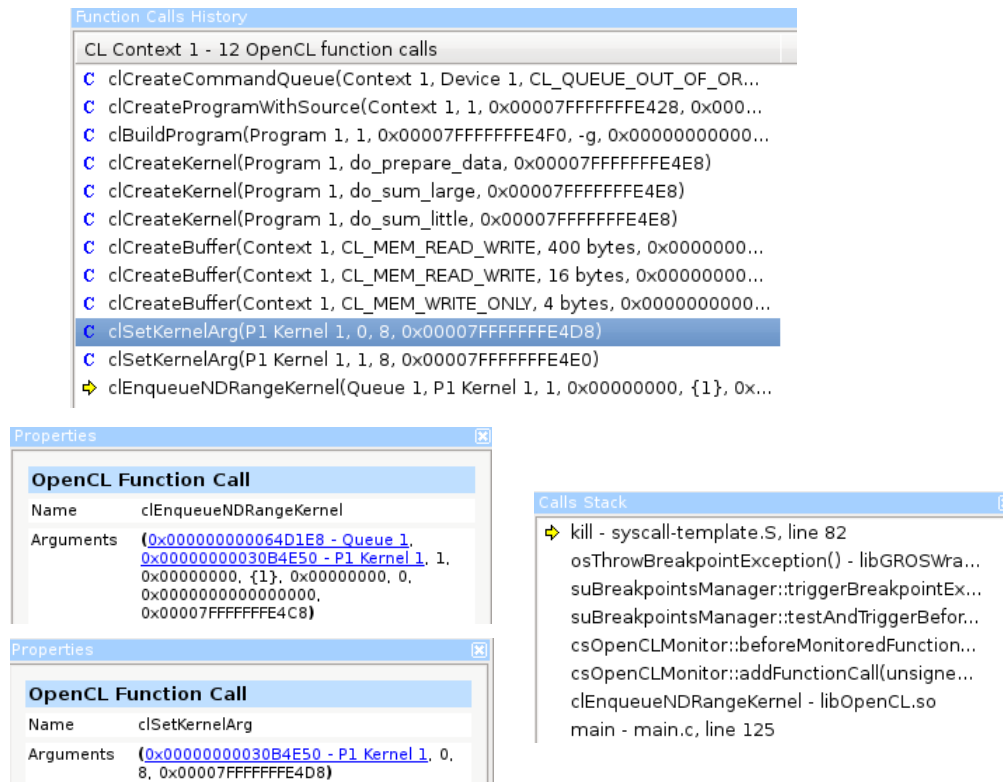 Function Calls History
CL Context 1 - 12 OpenCL function calls
C clCreateCommandQueue(Context 1, Device 1, CL_QUEUE_OUT_OF_OR...
C clCreateProgramWithSource(Context 1, 1, 0x00007FFFFFFFE428, 0x000...
C clBuildProgram(Program 1, 1, 0x00007FFFFFFFE4F0, -g, 0x00000000000...
C clCreateKernel(Program 1, do_prepare_data, 0x00007FFFFFFFE4E8)
C clCreateKernel(Program 1, do_sum_large, 0x00007FFFFFFFE4E8)
C clCreateKernel(Program 1, do_sum_little, 0x00007FFFFFFFE4E8)
C clCreateBuffer(Context 1, CL_MEM_READ_WRITE, 400 bytes, 0x0000000...
C clCreateBuffer(Context 1, CL_MEM_READ_WRITE, 16 bytes, 0x00000000...
C clCreateBuffer(Context 1, CL_MEM_WRITE_ONLY, 4 bytes, 0x0000000000...
C clSetKernelArg(P1 Kernel 1, 0, 8, 0x00007FFFFFFFE4D8)
C clSetKernelArg(P1 Kernel 1, 1, 8, 0x00007FFFFFFFE4E0)
clEnqueueNDRangeKernel(Queue 1, P1 Kernel 1, 1, 0x00000000, {1}, 0x...
Properties
OpenCL Function Call
Name clEnqueueNDRangeKernel
Arguments (0x000000000064D1E8 - Queue 1,
0x00000000030B4E50 - P1 Kernel 1, 1,
0x00000000, {1}, 0x00000000, 0,
0x0000000000000000,
0x00007FFFFFFFE4C8)
Properties
OpenCL Function Call
Name clSetKernelArg
Arguments (0x00000000030B4E50 - P1 Kernel 1, 0,
8, 0x00007FFFFFFFE4D8)
Calls Stack
kill - syscall-template.S, line 82
osThrowBreakpointException() - libGROSWra...
suBreakpointsManager::triggerBreakpointEx...
suBreakpointsManager::testAndTriggerBefor...
csOpenCLMonitor::beforeMonitoredFunction...
csOpenCLMonitor::addFunctionCall(unsigne...
clEnqueueNDRangeKernel - libOpenCL.so
main - main.c, line 125